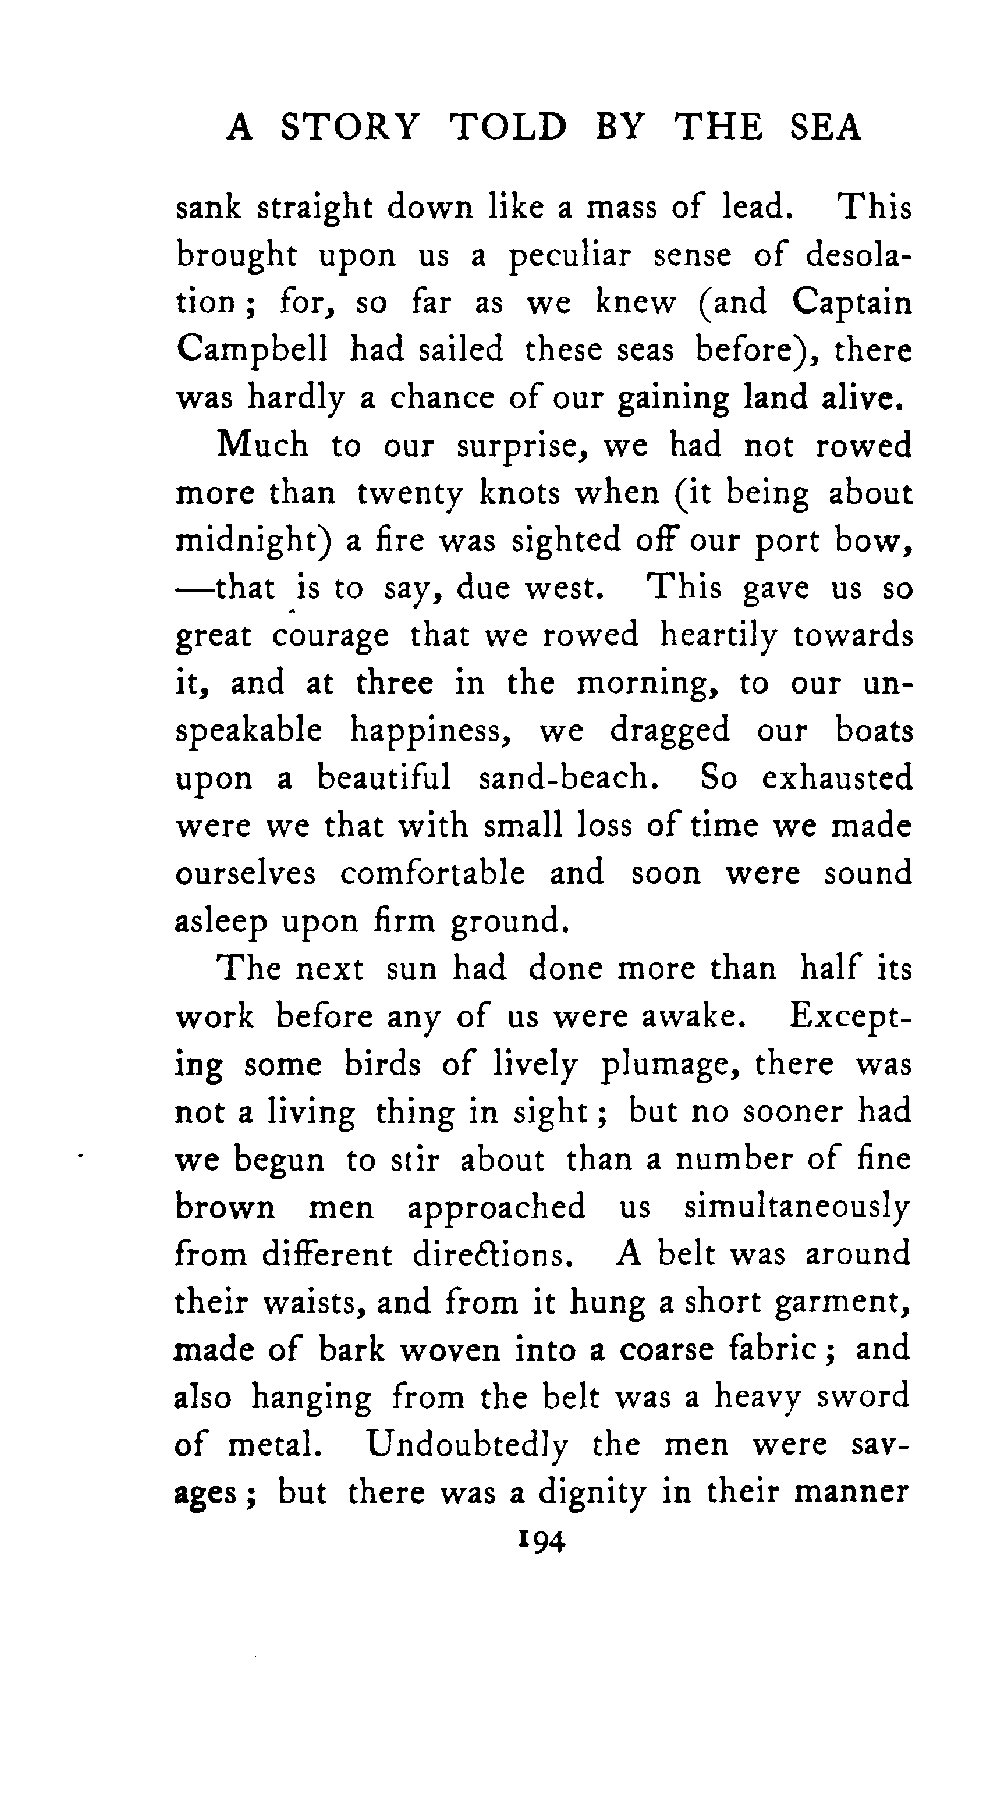 A STORY TOLD BY THE SEA
sank straight down like a mass of lead. This
brought upon us a peculiar sense of desola-
tion ; for, so far as we knew (and Captain
Campbell had sailed these seas before), there
was hardly a chance of our gaining land alive.
Much to our surprise, we had not rowed
more than twenty knots when (it being about
midnight) a fire was sighted off our port bow,
—that is to say, due west. This gave us so
great courage that we rowed heartily towards
it, and at three in the morning, to our un-
speakable happiness, we dragged our boats
upon a beautiful sand-beach. So exhausted
were we that with small loss of time we made
ourselves comfortable and soon were sound
asleep upon firm ground.
The next sun had done more than half its
work before any of us were awake. Except-
ing some birds of lively plumage, there was
not a living thing in sight ; but no sooner had
we begun to stir about than a number of fine
brown men approached us simultaneously
from different directions. A belt was around
their waists, and from it hung a short garment,
made of bark woven into a coarse fabric ; and
also hanging from the belt was a heavy sword
of metal. Undoubtedly the men were sav-
ages ; but there was a dignity in their manner
194